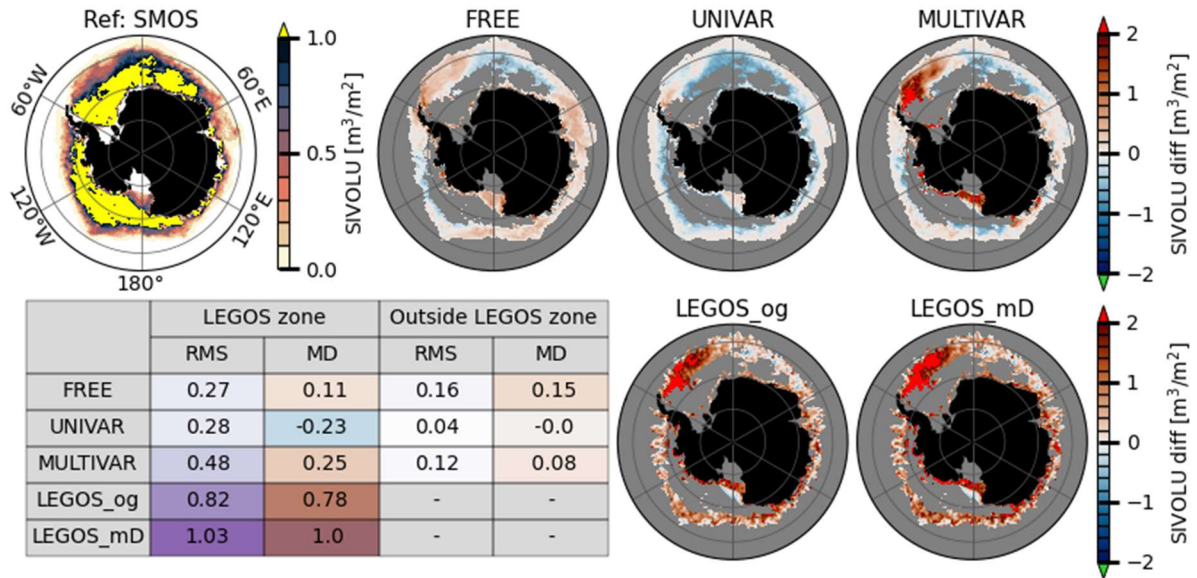 Ref: SMOS
FREE
UNIVAR
MULTIVAR
60°W
60°E
120°W
120°E
180°
1.0
0.5
0.0
SIVOLU [m³/m²]
2
1
0
−1
−2
SIVOLU diff [m³/m²]
LEGOS zone Outside LEGOS zone
RMS MD RMS MD
FREE 0.27 0.11 0.16 0.15
UNIVAR 0.28 -0.23 0.04 -0.0
MULTIVAR 0.48 0.25 0.12 0.08
LEGOS_og 0.82 0.78 - -
LEGOS_mD 1.03 1.0 - -
LEGOS_og
LEGOS_mD
2
1
0
−1
−2
SIVOLU diff [m³/m²]